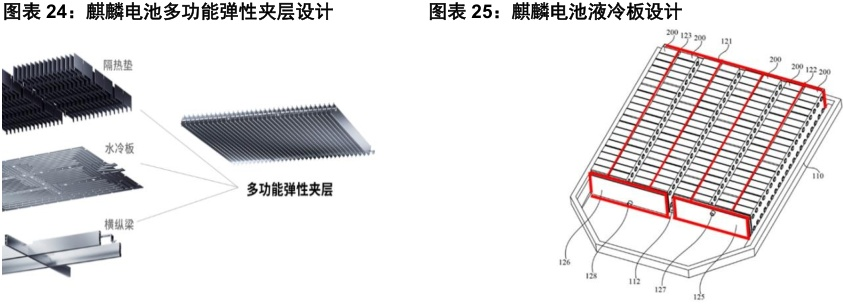 图表 24：麒麟电池多功能弹性夹层设计
隔热垫
水冷板
横纵梁
多功能弹性夹层
图表 25：麒麟电池液冷板设计
200 123 200 121 200 200 122 200
110
126 128 112 127 125